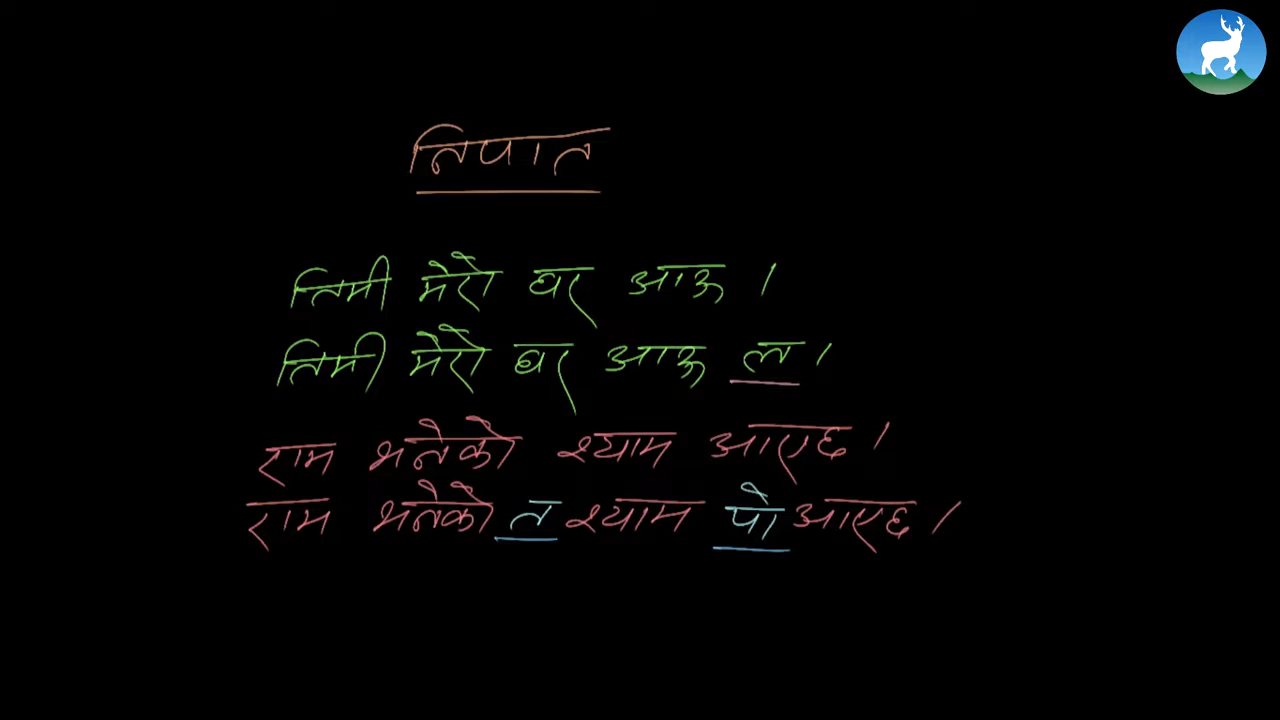 निपात
तिमी मेरो घर आऊ ।
तिमी मेरो घर आऊ ल ।
राम भनेको श्याम आएछ ।
राम भनेको त श्याम पो आएछ ।